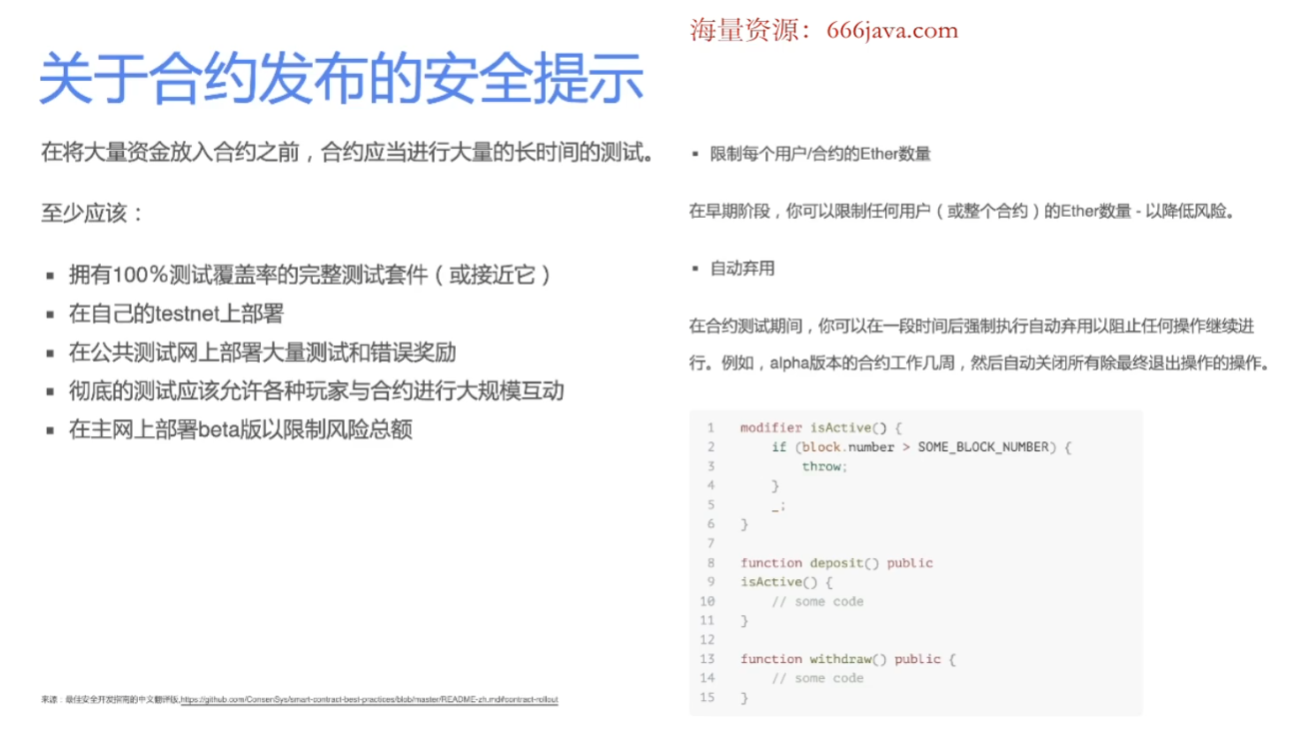 海量资源：666java.com
关于合约发布的安全提示
在将大量资金放入合约之前，合约应当进行大量的长时间的测试。
至少应该：
▪ 拥有100%测试覆盖率的完整测试套件（或接近它）
▪ 在自己的testnet上部署
▪ 在公共测试网上部署大量测试和错误奖励
▪ 彻底的测试应该允许各种玩家与合约进行大规模互动
▪ 在主网上部署beta版以限制风险总额
来源：最佳安全开发指南的中文翻译版,https://github.com/ConsenSys/smart-contract-best-practices/blob/master/README-zh.md#contract-rollout
▪ 限制每个用户/合约的Ether数量
在早期阶段，你可以限制任何用户（或整个合约）的Ether数量 - 以降低风险。
▪ 自动弃用
在合约测试期间，你可以在一段时间后强制执行自动弃用以阻止任何操作继续进
行。例如，alpha版本的合约工作几周，然后自动关闭所有除最终退出操作的操作。
1 modifier isActive() {
2 if (block.number > SOME_BLOCK_NUMBER) {
3 throw;
4 }
5 _;
6 }
7
8 function deposit() public
9 isActive() {
10 // some code
11 }
12
13 function withdraw() public {
14 // some code
15 }